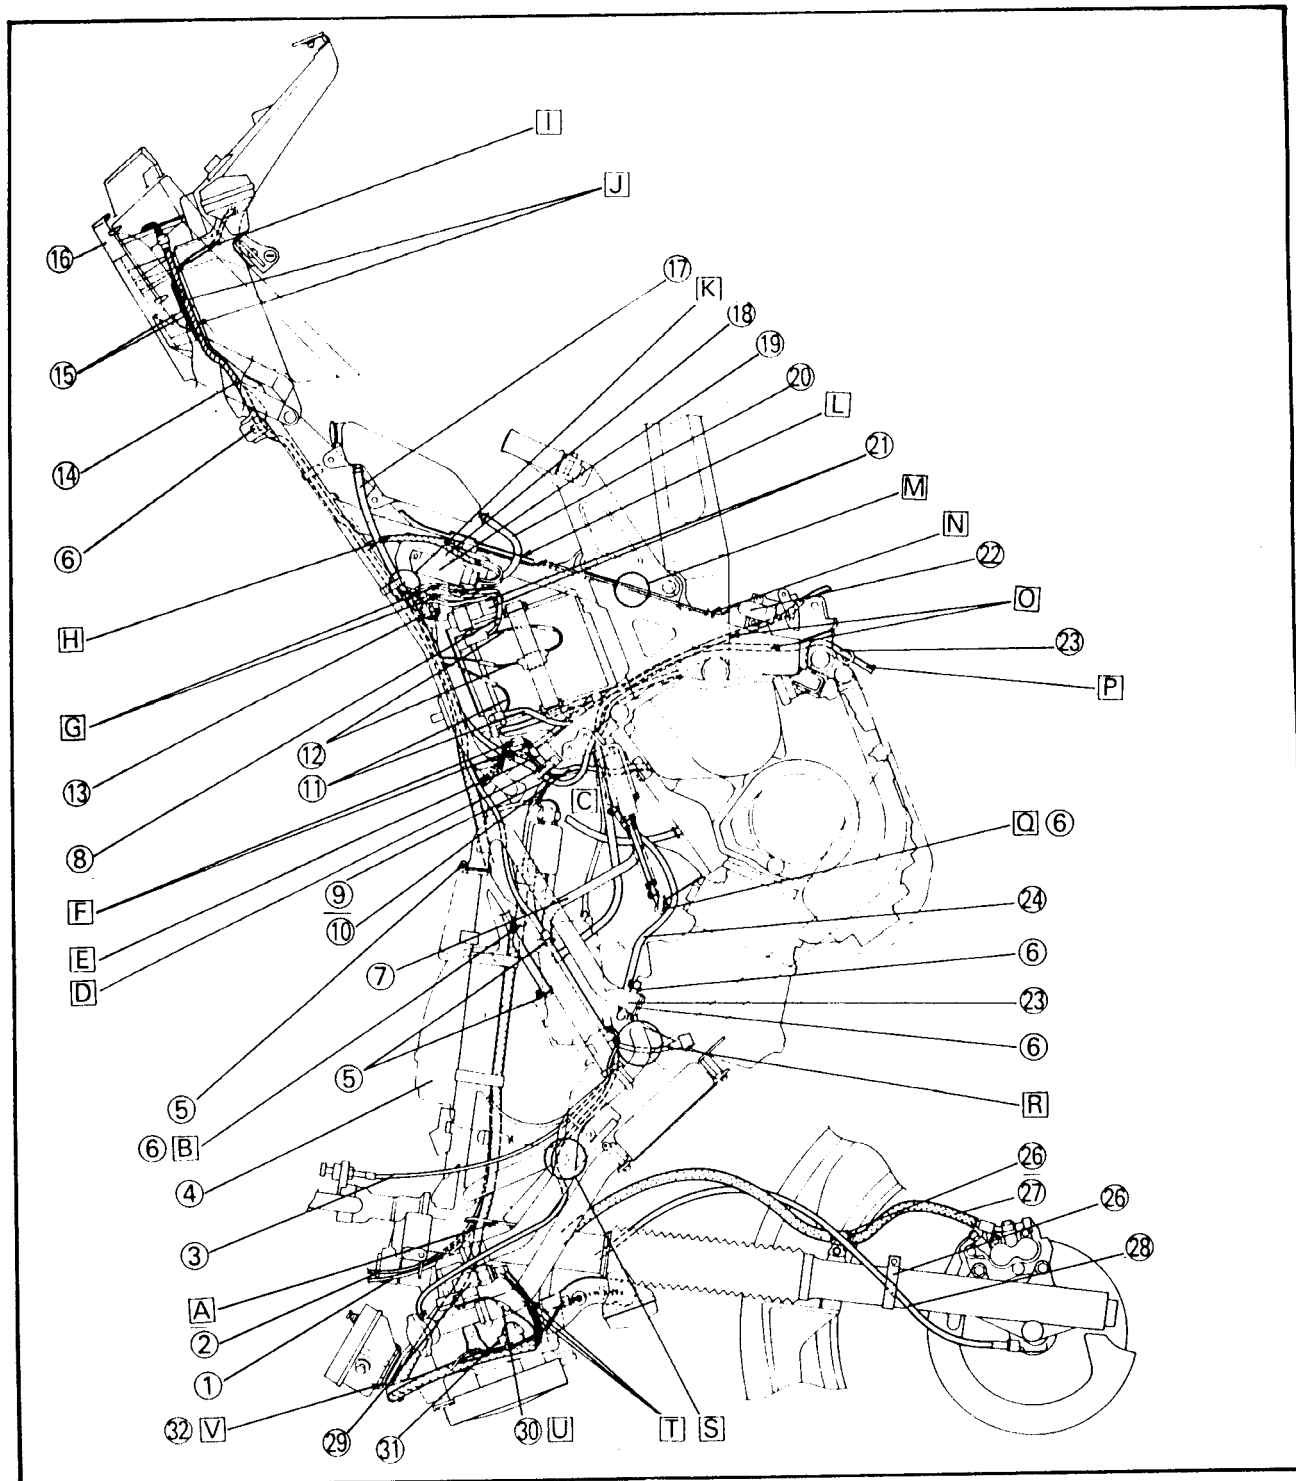 I
J
⑯
⑰
K
⑱
⑲
⑮
⑳
L
㉑
⑭
M
N
⑥
㉒
O
H
㉓
P
G
⑫
⑬
⑪
C
Q ⑥
⑧
⑨
F
⑩
㉔
E
⑦
⑥
D
㉓
⑤
⑥
⑤
R
⑥ B
④
㉖
㉗
㉖
③
㉘
A
②
①
㉜ V
㉙
㉛
㉚ U
T
S